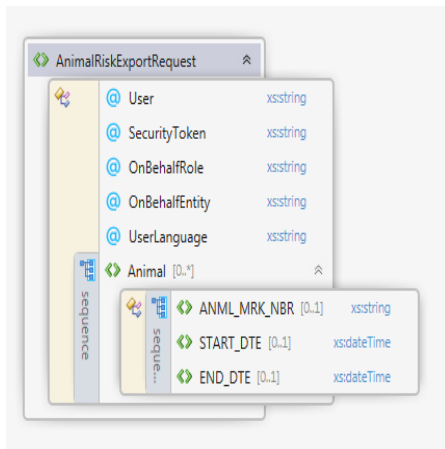 AnimalRiskExportRequest
@ User xs:string
@ SecurityToken xs:string
@ OnBehalfRole xs:string
@ OnBehalfEntity xs:string
@ UserLanguage xs:string
Animal [0..*]
sequence
ANML_MRK_NBR [0..1] xs:string
START_DTE [0..1] xs:dateTime
END_DTE [0..1] xs:dateTime
seque...